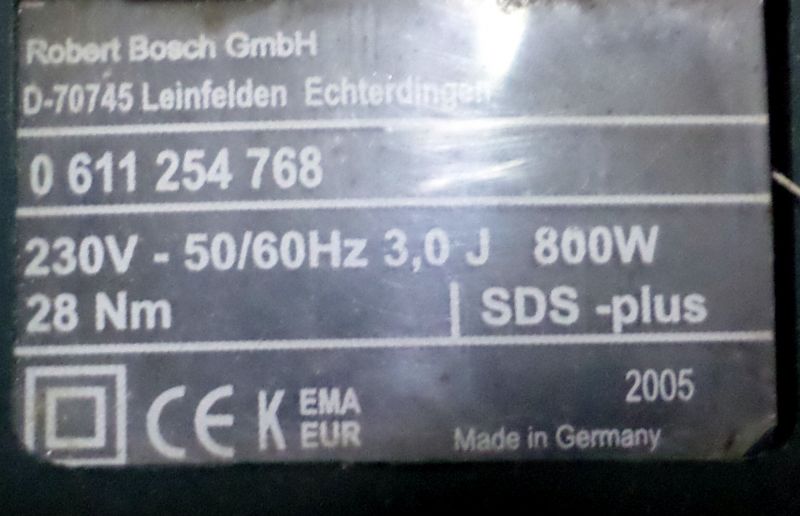 Robert Bosch GmbH
D-70745 Leinfelden Echterdingen
0 611 254 768
230V - 50/60Hz 3,0 J 800W
28 Nm | SDS -plus
CE K EMA EUR
2005
Made in Germany